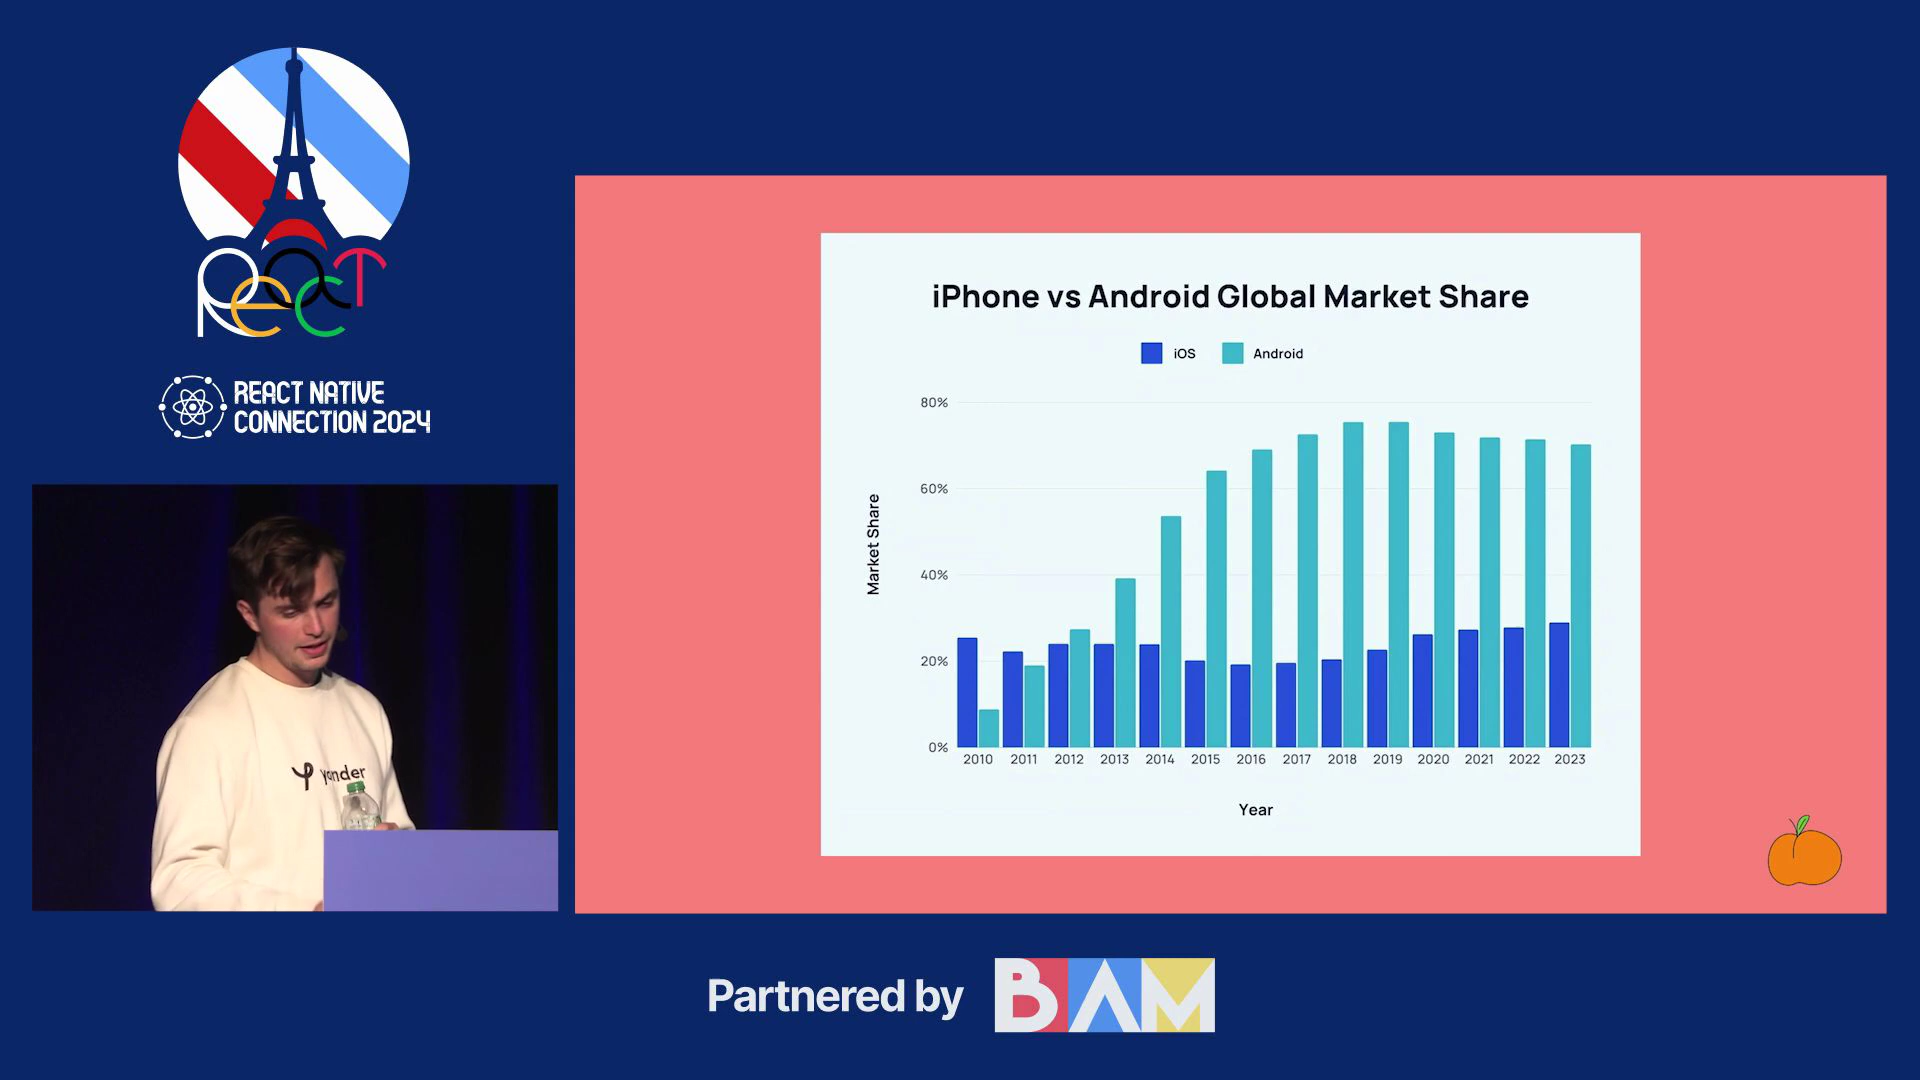 React
REACT NATIVE
CONNECTION 2024
iPhone vs Android Global Market Share
iOS
Android
80%
60%
40%
20%
0%
Market Share
2010 2011 2012 2013 2014 2015 2016 2017 2018 2019 2020 2021 2022 2023
Year
yonder
Partnered by
BAM